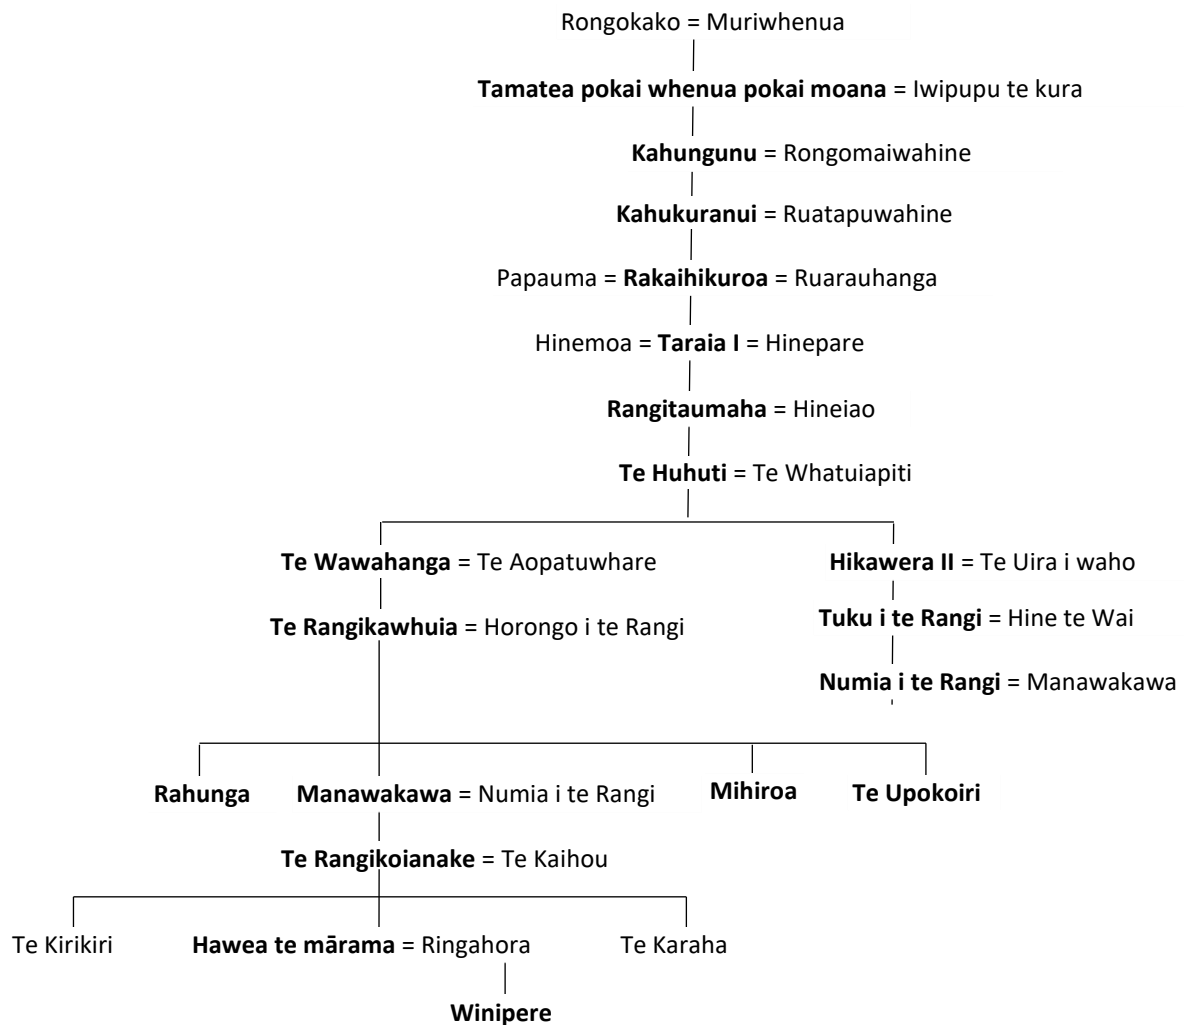 Rongokako = Muriwhenua
Tamatea pokai whenua pokai moana = Iwipupu te kura
Kahungunu = Rongomaiwahine
Kahukuranui = Ruatapuwahine
Papauma = Rakaihikuroa = Ruarauhanga
Hinemoa = Taraia I = Hinepare
Rangitaumaha = Hineiao
Te Huhuti = Te Whatuiapiti
Te Wawahanga = Te Aopatuwhare
Hikawera II = Te Uira i waho
Te Rangikawhuia = Horongo i te Rangi
Tuku i te Rangi = Hine te Wai
Numia i te Rangi = Manawakawa
Rahunga
Manawakawa = Numia i te Rangi
Mihiroa
Te Upokoiri
Te Rangikoianake = Te Kaihou
Te Kirikiri
Hawea te mārama = Ringahora
Te Karaha
Winipere